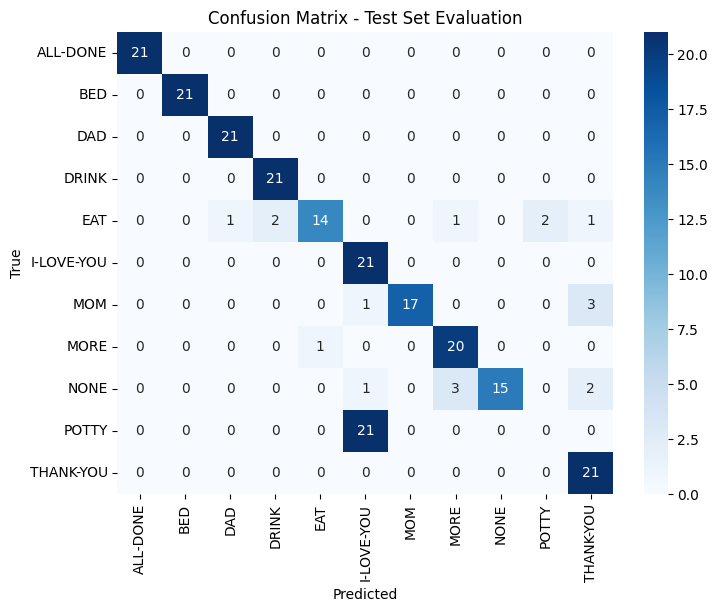 Confusion Matrix - Test Set Evaluation
ALL-DONE 21 0 0 0 0 0 0 0 0 0 0
BED 0 21 0 0 0 0 0 0 0 0 0
DAD 0 0 21 0 0 0 0 0 0 0 0
DRINK 0 0 0 21 0 0 0 0 0 0 0
EAT 0 0 1 2 14 0 0 1 0 2 1
I-LOVE-YOU 0 0 0 0 0 21 0 0 0 0 0
MOM 0 0 0 0 0 1 17 0 0 0 3
MORE 0 0 0 0 1 0 0 20 0 0 0
NONE 0 0 0 0 0 1 0 3 15 0 2
POTTY 0 0 0 0 0 21 0 0 0 0 0
THANK-YOU 0 0 0 0 0 0 0 0 0 0 21
True
ALL-DONE BED DAD DRINK EAT I-LOVE-YOU MOM MORE NONE POTTY THANK-YOU
Predicted
20.0
17.5
15.0
12.5
10.0
7.5
5.0
2.5
0.0